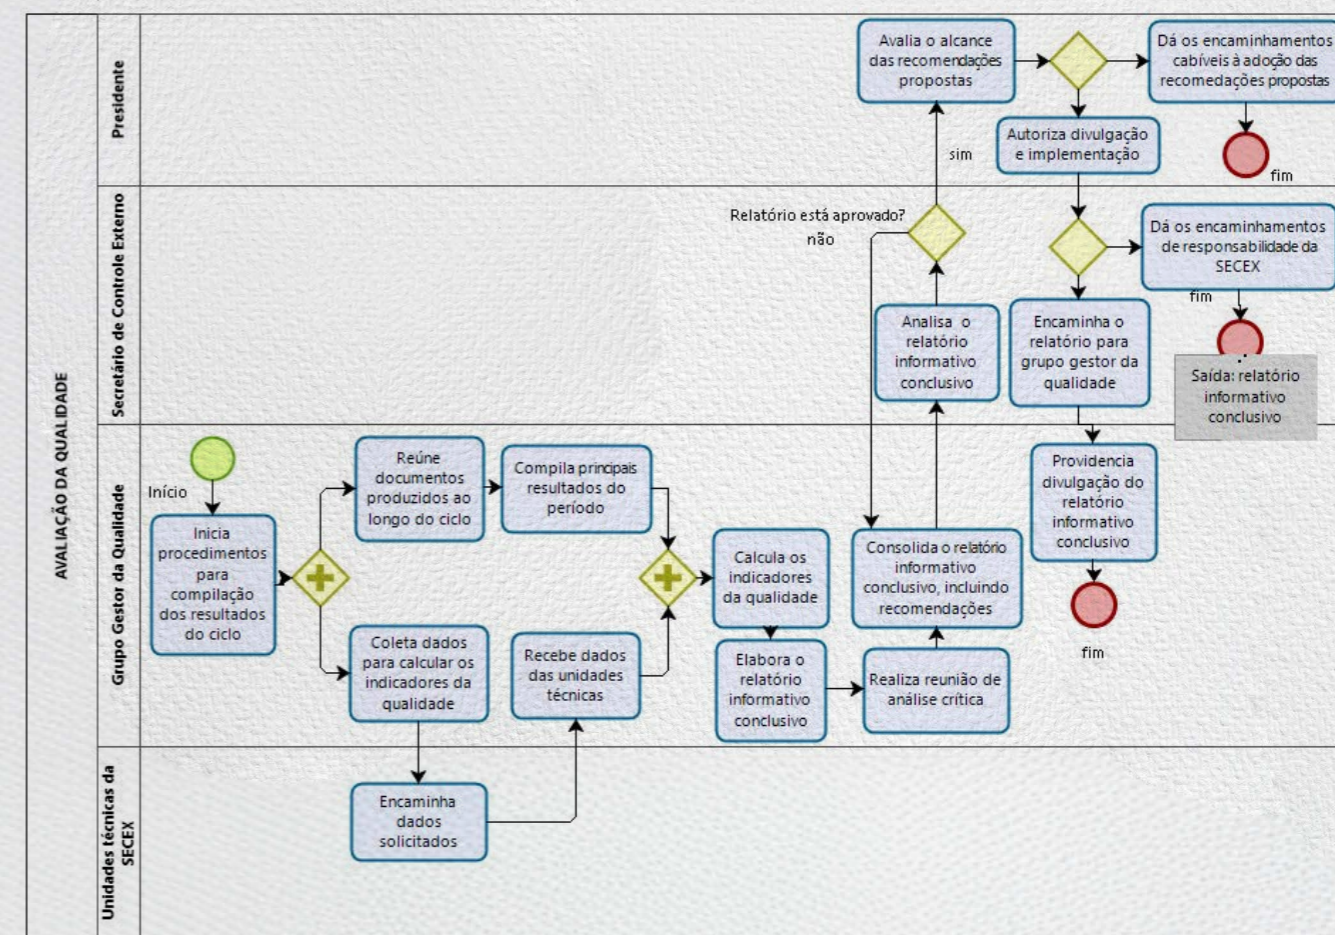 AVALIAÇÃO DA QUALIDADE
Presidente
Avalia o alcance
das recomendações
propostas
Dá os encaminhamentos
cabíveis à adoção das
recomedações propostas
Autoriza divulgação
e implementação
sim
fim
Secretário de Controle Externo
Relatório está aprovado?
não
Dá os encaminhamentos
de responsabilidade da
SECEX
fim
Analisa o
relatório
informativo
conclusivo
Encaminha o
relatório para
grupo gestor da
qualidade
Saída: relatório
informativo
conclusivo
Grupo Gestor da Qualidade
Início
Inicia
procedimentos
para
compilação
dos resultados
do ciclo
Reúne
documentos
produzidos ao
longo do ciclo
Compila principais
resultados do
período
Coleta dados
para calcular os
indicadores da
qualidade
Recebe dados
das unidades
técnicas
Calcula os
indicadores
da qualidade
Elabora o
relatório
informativo
conclusivo
Realiza reunião de
análise crítica
Consolida o relatório
informativo
conclusivo, incluindo
recomendações
Providencia
divulgação do
relatório
informativo
conclusivo
fim
Unidades técnicas da
SECEX
Encaminha
dados
solicitados